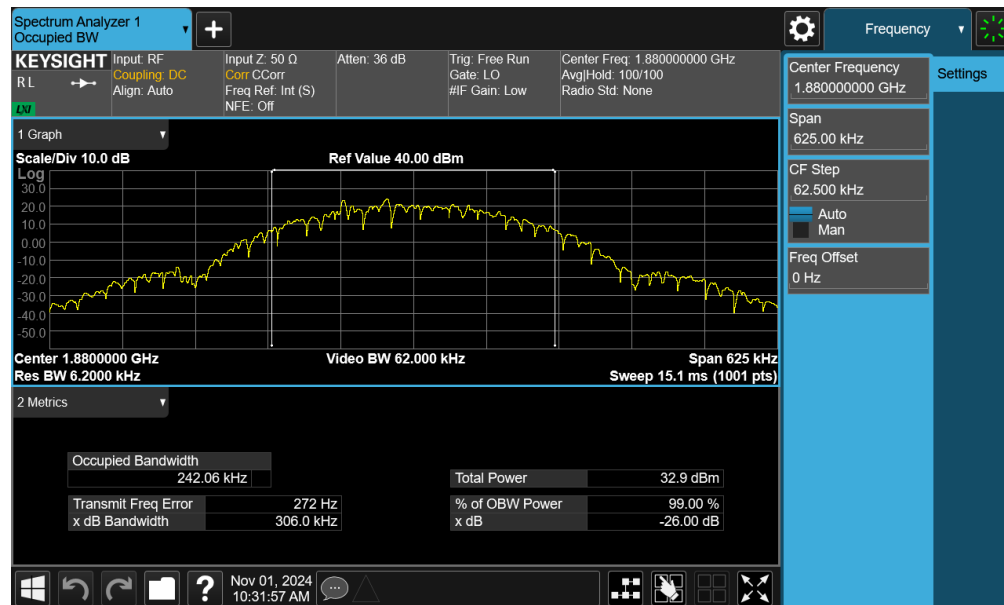 Spectrum Analyzer 1
Occupied BW
Frequency
KEYSIGHT
R L
LXI
Input: RF
Coupling: DC
Align: Auto
Input Z: 50 Ω
Corr CCorr
Freq Ref: Int (S)
NFE: Off
Atten: 36 dB
Trig: Free Run
Gate: LO
#IF Gain: Low
Center Freq: 1.880000000 GHz
Avg|Hold: 100/100
Radio Std: None
Center Frequency
1.880000000 GHz
Settings
Span
625.00 kHz
CF Step
62.500 kHz
Auto
Man
Freq Offset
0 Hz
1 Graph
Scale/Div 10.0 dB
Ref Value 40.00 dBm
Log
30.0
20.0
10.0
0.00
-10.0
-20.0
-30.0
-40.0
-50.0
Center 1.8800000 GHz
Video BW 62.000 kHz
Span 625 kHz
Res BW 6.2000 kHz
Sweep 15.1 ms (1001 pts)
2 Metrics
Occupied Bandwidth
242.06 kHz
Total Power 32.9 dBm
Transmit Freq Error 272 Hz
% of OBW Power 99.00 %
x dB Bandwidth 306.0 kHz
x dB -26.00 dB
?
Nov 01, 2024
10:31:57 AM